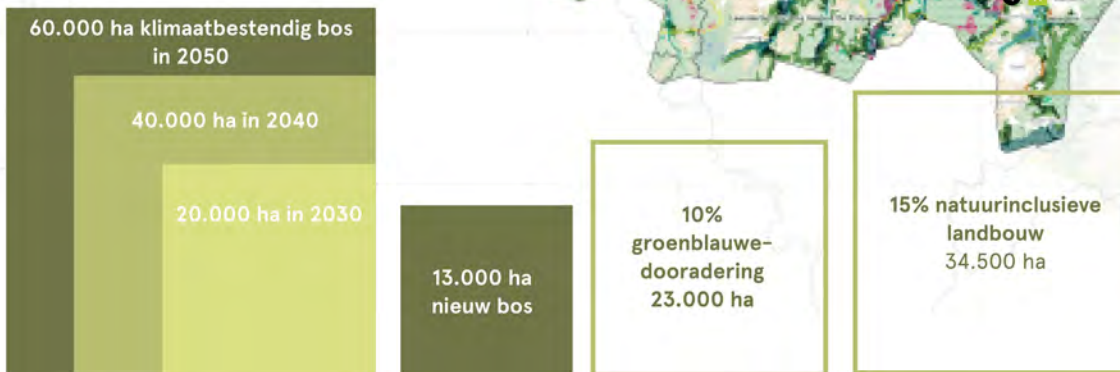 60.000 ha klimaatbestendig bos
in 2050
40.000 ha in 2040
20.000 ha in 2030
13.000 ha
nieuw bos
10%
groenblauwe-
dooradering
23.000 ha
15% natuurinclusieve
landbouw
34.500 ha